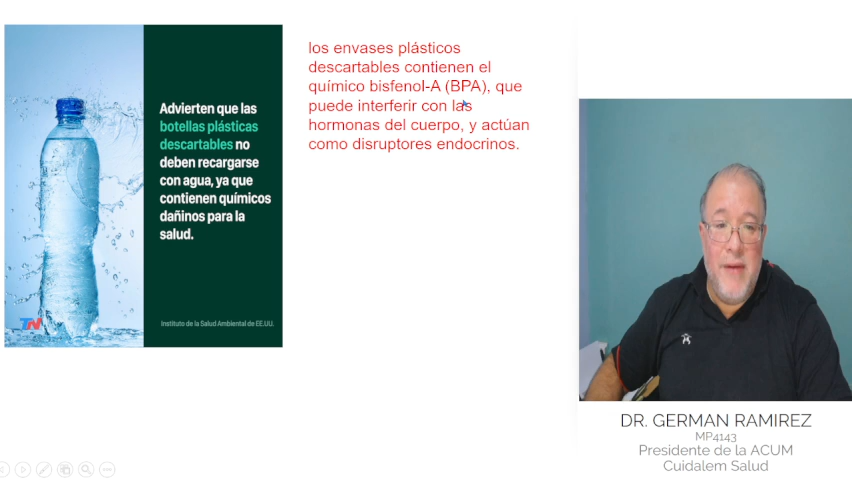 Advierten que las
botellas plásticas
descartables no
deben recargarse
con agua, ya que
contienen químicos
dañinos para la
salud.
TN
Instituto de la Salud Ambiental de EE.UU.
los envases plásticos
descartables contienen el
químico bisfenol-A (BPA), que
puede interferir con las
hormonas del cuerpo, y actúan
como disruptores endocrinos.
DR. GERMAN RAMIREZ
MP4143
Presidente de la ACUM
Cuidalem Salud